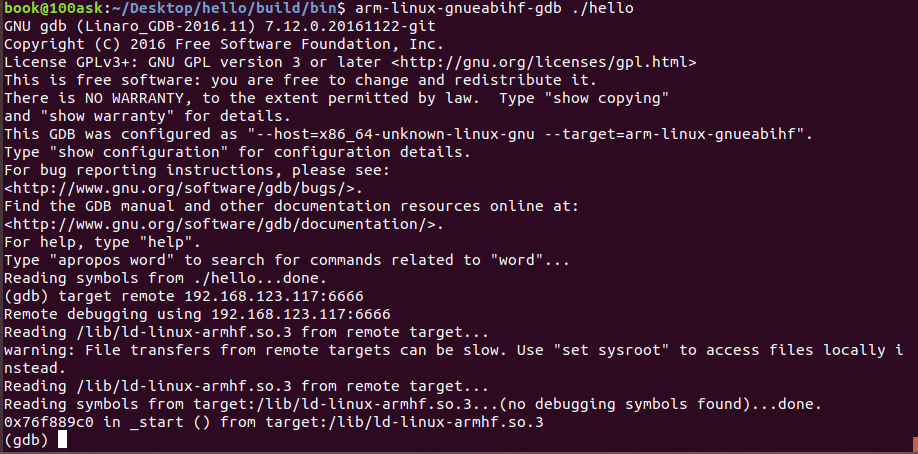 book@100ask:~/Desktop/hello/build/bin$ arm-linux-gnueabihf-gdb ./hello
GNU gdb (Linaro_GDB-2016.11) 7.12.0.20161122-git
Copyright (C) 2016 Free Software Foundation, Inc.
License GPLv3+: GNU GPL version 3 or later <http://gnu.org/licenses/gpl.html>
This is free software: you are free to change and redistribute it.
There is NO WARRANTY, to the extent permitted by law.  Type "show copying"
and "show warranty" for details.
This GDB was configured as "--host=x86_64-unknown-linux-gnu --target=arm-linux-gnueabihf".
Type "show configuration" for configuration details.
For bug reporting instructions, please see:
<http://www.gnu.org/software/gdb/bugs/>.
Find the GDB manual and other documentation resources online at:
<http://www.gnu.org/software/gdb/documentation/>.
For help, type "help".
Type "apropos word" to search for commands related to "word"...
Reading symbols from ./hello...done.
(gdb) target remote 192.168.123.117:6666
Remote debugging using 192.168.123.117:6666
Reading /lib/ld-linux-armhf.so.3 from remote target...
warning: File transfers from remote targets can be slow. Use "set sysroot" to access files locally i
nstead.
Reading /lib/ld-linux-armhf.so.3 from remote target...
Reading symbols from target:/lib/ld-linux-armhf.so.3...(no debugging symbols found)...done.
0x76f889c0 in _start () from target:/lib/ld-linux-armhf.so.3
(gdb)